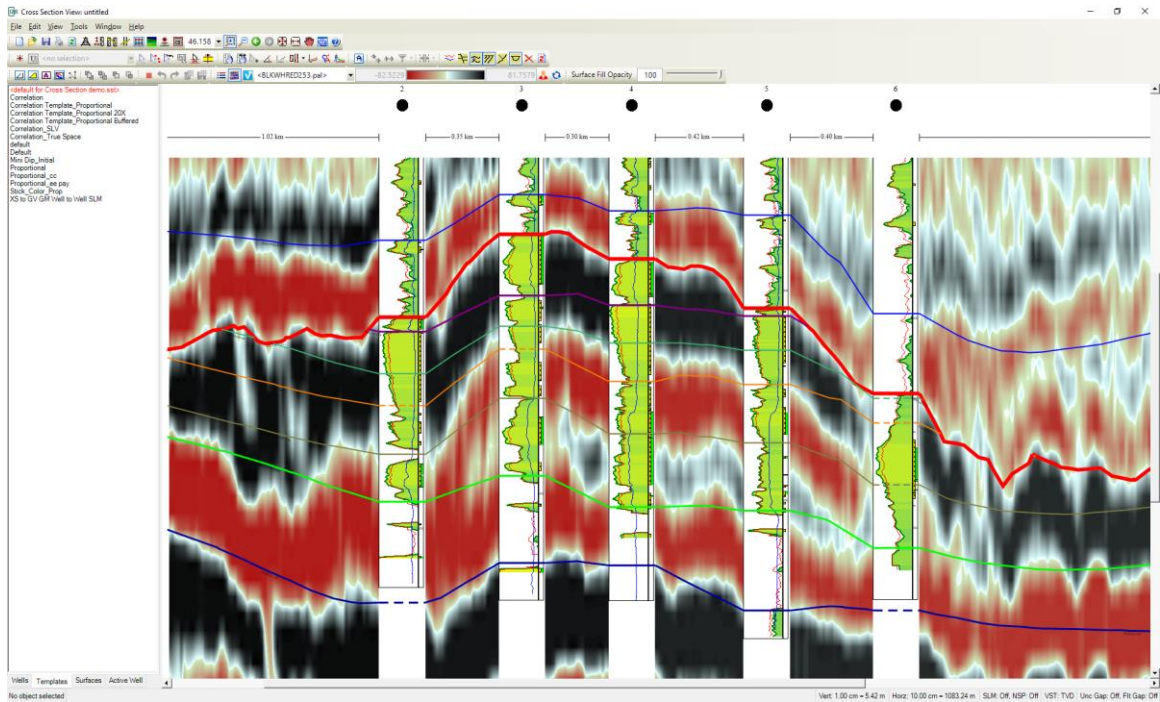 Cross Section View: untitled
File Edit View Tools Window Help
46.158
<no selection>
<BLKWHRED253.pal> -82.5229 81.7579 Surface Fill Opacity 100
<default for Cross Section demo.sst>
Correlation
Correlation Template_Proportional
Correlation Template_Proportional 20X
Correlation Template_Proportional Buffered
Correlation_SLV
Correlation_True Space
default
Default
Mini Dip_Initial
Proportional
Proportional_cc
Proportional_ee pay
Stick_Color_Prop
XS to GV GM Well to Well SLM
2 3 4 5 6
1.02 km 0.35 km 0.30 km 0.42 km 0.40 km
Wells Templates Surfaces Active Well
No object selected Vert: 1.00 cm = 5.42 m Horz: 10.00 cm = 1083.24 m SLM: Off, NSP: Off VST: TVD Unc Gap: Off, Flt Gap: Off